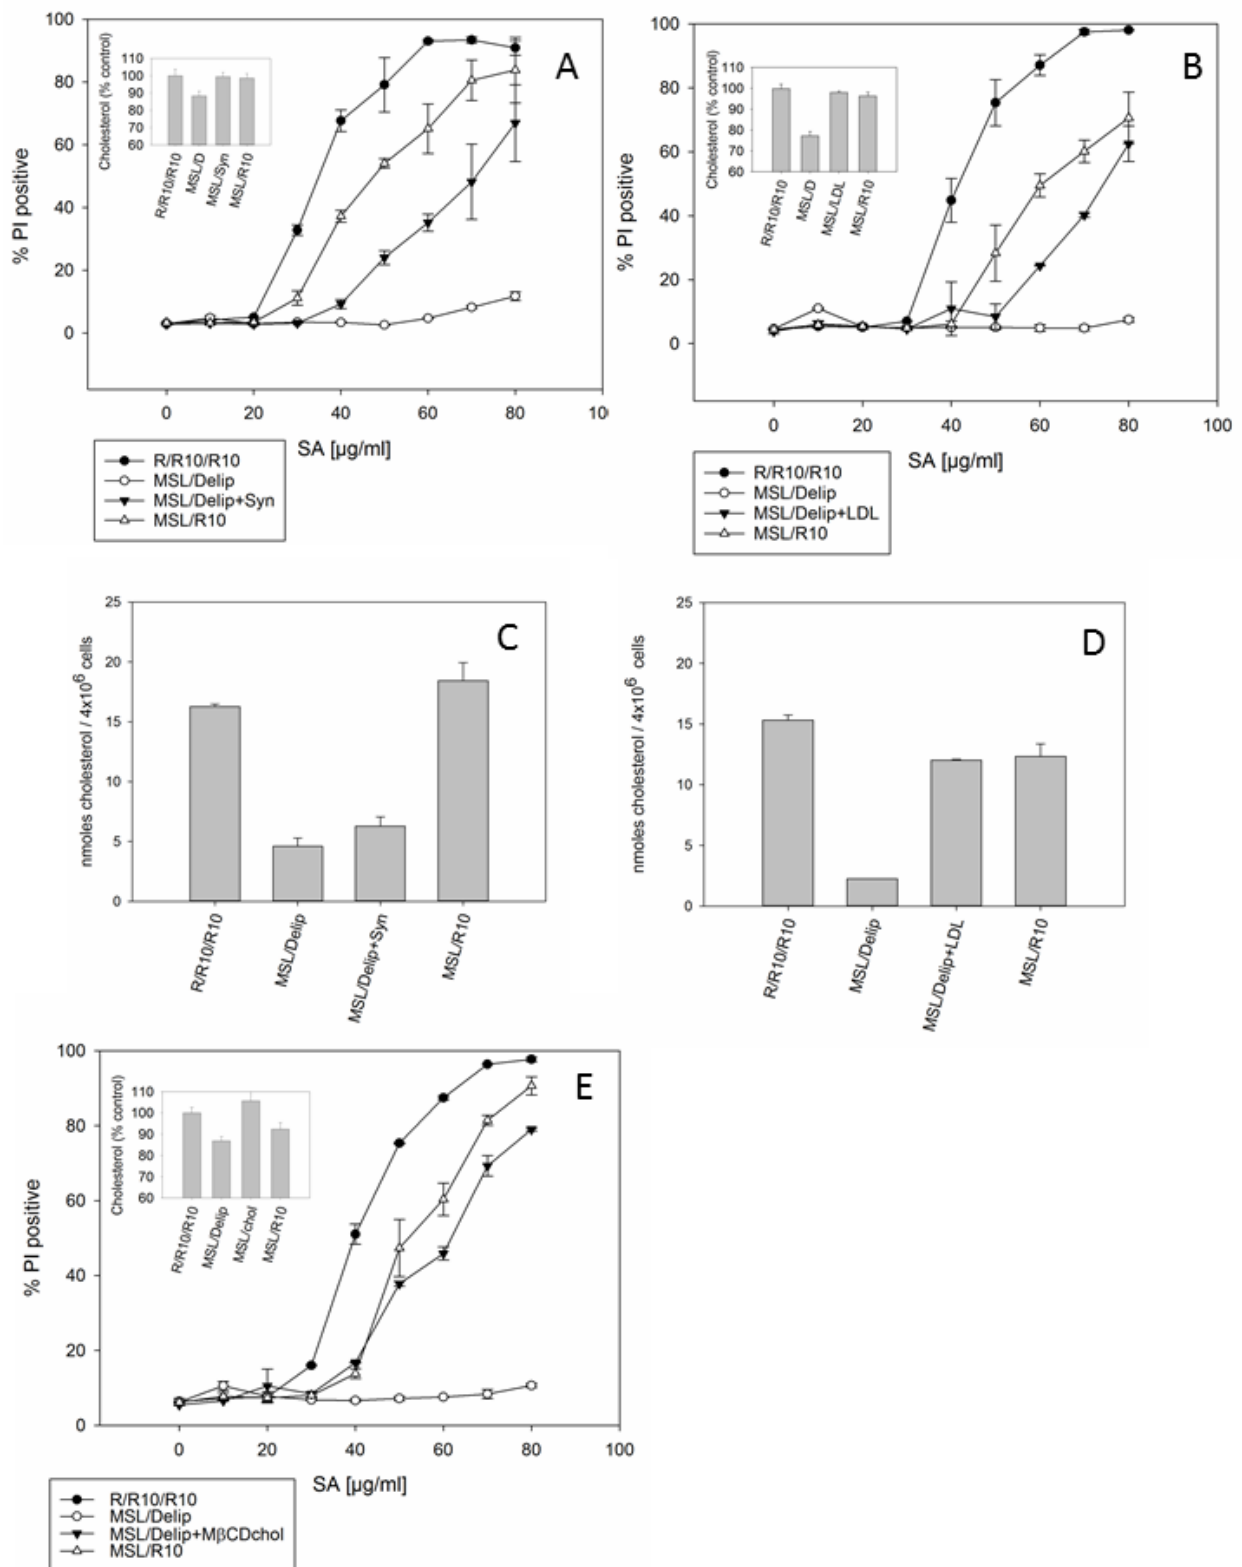 A
% PI positive
100
80
60
40
20
0
Cholesterol (% control)
110
100
90
80
70
60
R/R10/R10
MSL/D
MSL/Syn
MSL/R10
0
20
40
60
80
10
SA [µg/ml]
R/R10/R10
MSL/Delip
MSL/Delip+Syn
MSL/R10
B
% PI positive
100
80
60
40
20
0
Cholesterol (% control)
110
100
90
80
70
60
R/R10/R10
MSL/D
MSL/LDL
MSL/R10
0
20
40
60
80
100
SA [µg/ml]
R/R10/R10
MSL/Delip
MSL/Delip+LDL
MSL/R10
C
nmoles cholesterol / 4x10⁶ cells
25
20
15
10
5
0
R/R10/R10
MSL/Delip
MSL/Delip+Syn
MSL/R10
D
nmoles cholesterol / 4x10⁶ cells
25
20
15
10
5
0
R/R10/R10
MSL/Delip
MSL/Delip+LDL
MSL/R10
E
% PI positive
100
80
60
40
20
0
Cholesterol (% control)
110
100
90
80
70
60
R/R10/R10
MSL/Delip
MSL/chol
MSL/R10
0
20
40
60
80
100
SA [µg/ml]
R/R10/R10
MSL/Delip
MSL/Delip+MβCDchol
MSL/R10